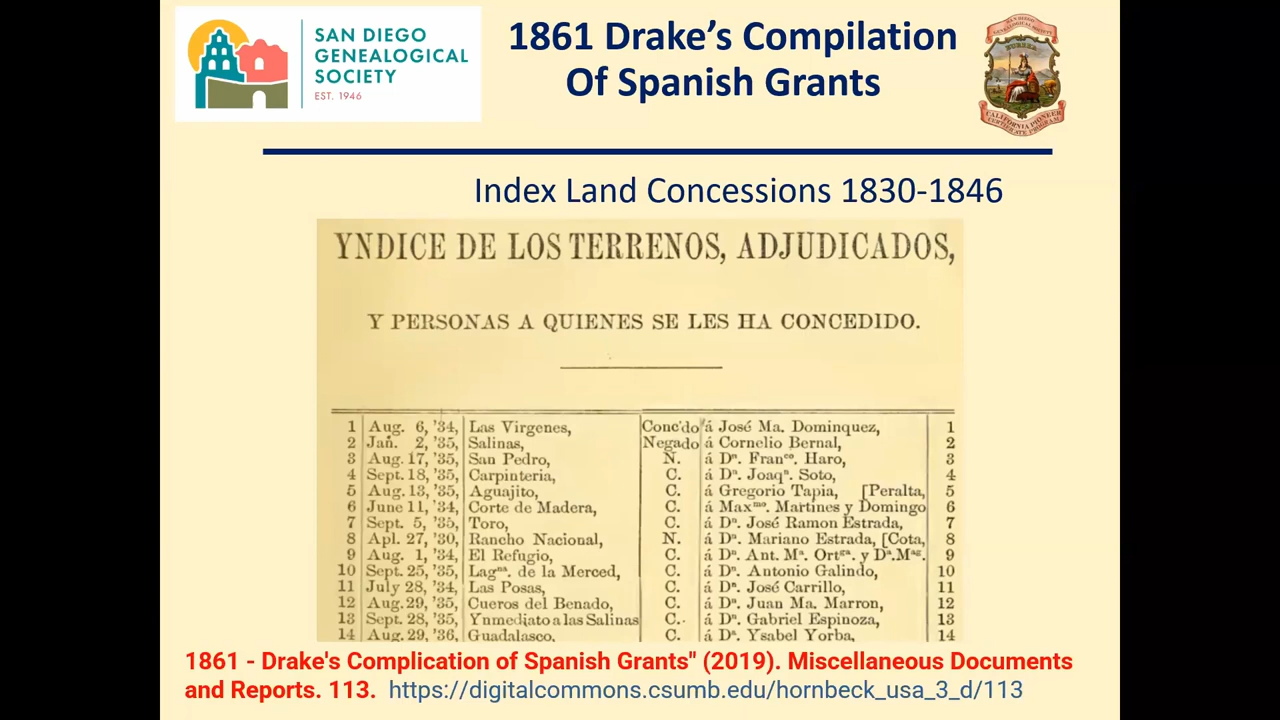 SAN DIEGO
GENEALOGICAL
SOCIETY
EST. 1946
1861 Drake's Compilation
Of Spanish Grants
EUREKA
CALIFORNIA PIONEER
CERTIFICATE PROGRAM
Index Land Concessions 1830-1846
YNDICE DE LOS TERRENOS, ADJUDICADOS,
Y PERSONAS A QUIENES SE LES HA CONCEDIDO.
1 Aug. 6, '34, Las Virgenes, Conc'do á José Ma. Dominquez, 1
2 Jan. 2, '35, Salinas, Negado á Cornelio Bernal, 2
3 Aug. 17, '35, San Pedro, N. á Dⁿ. Franᶜᵒ. Haro, 3
4 Sept. 18, '35, Carpinteria, C. á Dⁿ. Joaqⁿ. Soto, 4
5 Aug. 13, '35, Aguajito, C. á Gregorio Tapia, [Peralta, 5
6 June 11, '34, Corte de Madera, C. á Maxᵐᵒ. Martines y Domingo 6
7 Sept. 5, '35, Toro, C. á Dⁿ. José Ramon Estrada, 7
8 Apl. 27, '30, Rancho Nacional, N. á Dⁿ. Mariano Estrada, [Cota, 8
9 Aug. 1, '34, El Refugio, C. á Dⁿ. Ant. Mᵃ. Ortᵍᵃ. y Dᵃ.Mᵃᵍ. 9
10 Sept. 25, '35, Lagⁿᵃ. de la Merced, C. á Dⁿ. Antonio Galindo, 10
11 July 28, '34, Las Posas, C. á Dⁿ. José Carrillo, 11
12 Aug. 29, '35, Cueros del Benado, C. á Dⁿ. Juan Ma. Marron, 12
13 Sept. 28, '35, Ynmediato a las Salinas C. á Dⁿ. Gabriel Espinoza, 13
14 Aug. 29, '36, Guadalasco, C. á Dᵃ. Ysabel Yorba, 14
1861 - Drake's Complication of Spanish Grants" (2019). Miscellaneous Documents
and Reports. 113. https://digitalcommons.csumb.edu/hornbeck_usa_3_d/113